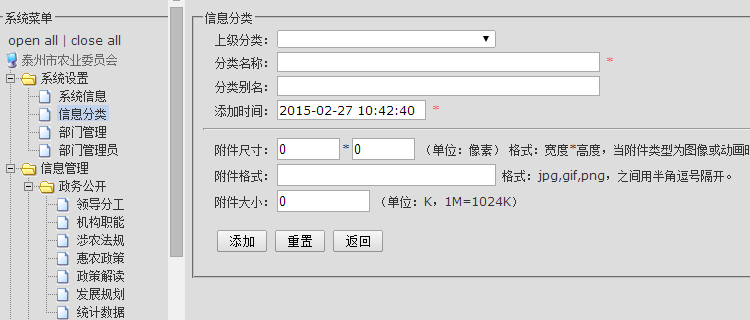 系统菜单
open all | close all
泰州市农业委员会
系统设置
系统信息
信息分类
部门管理
部门管理员
信息管理
政务公开
领导分工
机构职能
涉农法规
惠农政策
政策解读
发展规划
统计数据
信息分类
上级分类：
分类名称： *
分类别名：
添加时间： 2015-02-27 10:42:40 *
附件尺寸： 0 * 0 （单位：像素） 格式：宽度*高度，当附件类型为图像或动画
附件格式： 格式：jpg,gif,png，之间用半角逗号隔开。
附件大小： 0 （单位：K，1M=1024K）
添加 重置 返回